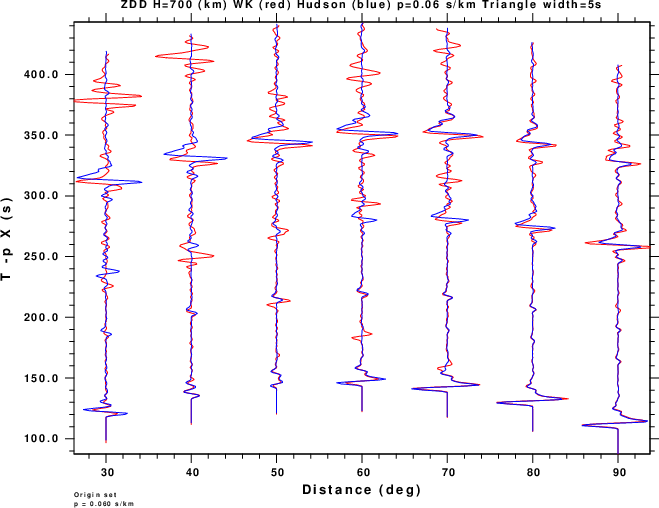 ZDD H=700 (km) WK (red) Hudson (blue) p=0.06 s/km Triangle width=5s
400.0
350.0
300.0
250.0
200.0
150.0
100.0
T -p X (s)
30 40 50 60 70 80 90
Distance (deg)
Origin set
p = 0.060 s/km